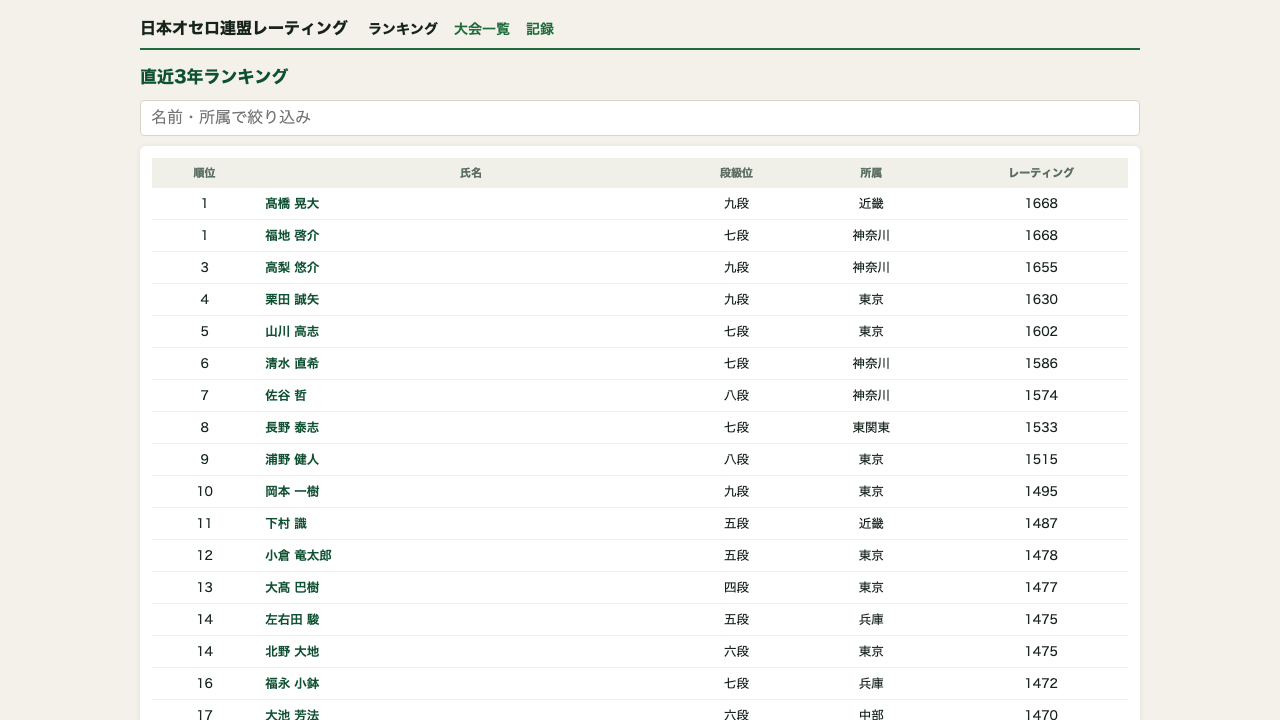 日本オセロ連盟レーティング ランキング 大会一覧 記録
直近3年ランキング
名前・所属で絞り込み
順位 氏名 段級位 所属 レーティング
1 髙橋 晃大 九段 近畿 1668
1 福地 啓介 七段 神奈川 1668
3 高梨 悠介 九段 神奈川 1655
4 栗田 誠矢 九段 東京 1630
5 山川 高志 七段 東京 1602
6 清水 直希 七段 神奈川 1586
7 佐谷 哲 八段 神奈川 1574
8 長野 泰志 七段 東関東 1533
9 浦野 健人 八段 東京 1515
10 岡本 一樹 九段 東京 1495
11 下村 識 五段 近畿 1487
12 小倉 竜太郎 五段 東京 1478
13 大髙 巴樹 四段 東京 1477
14 左右田 駿 五段 兵庫 1475
14 北野 大地 六段 東京 1475
16 福永 小鉢 七段 兵庫 1472
17 大池 芳法 六段 中部 1470